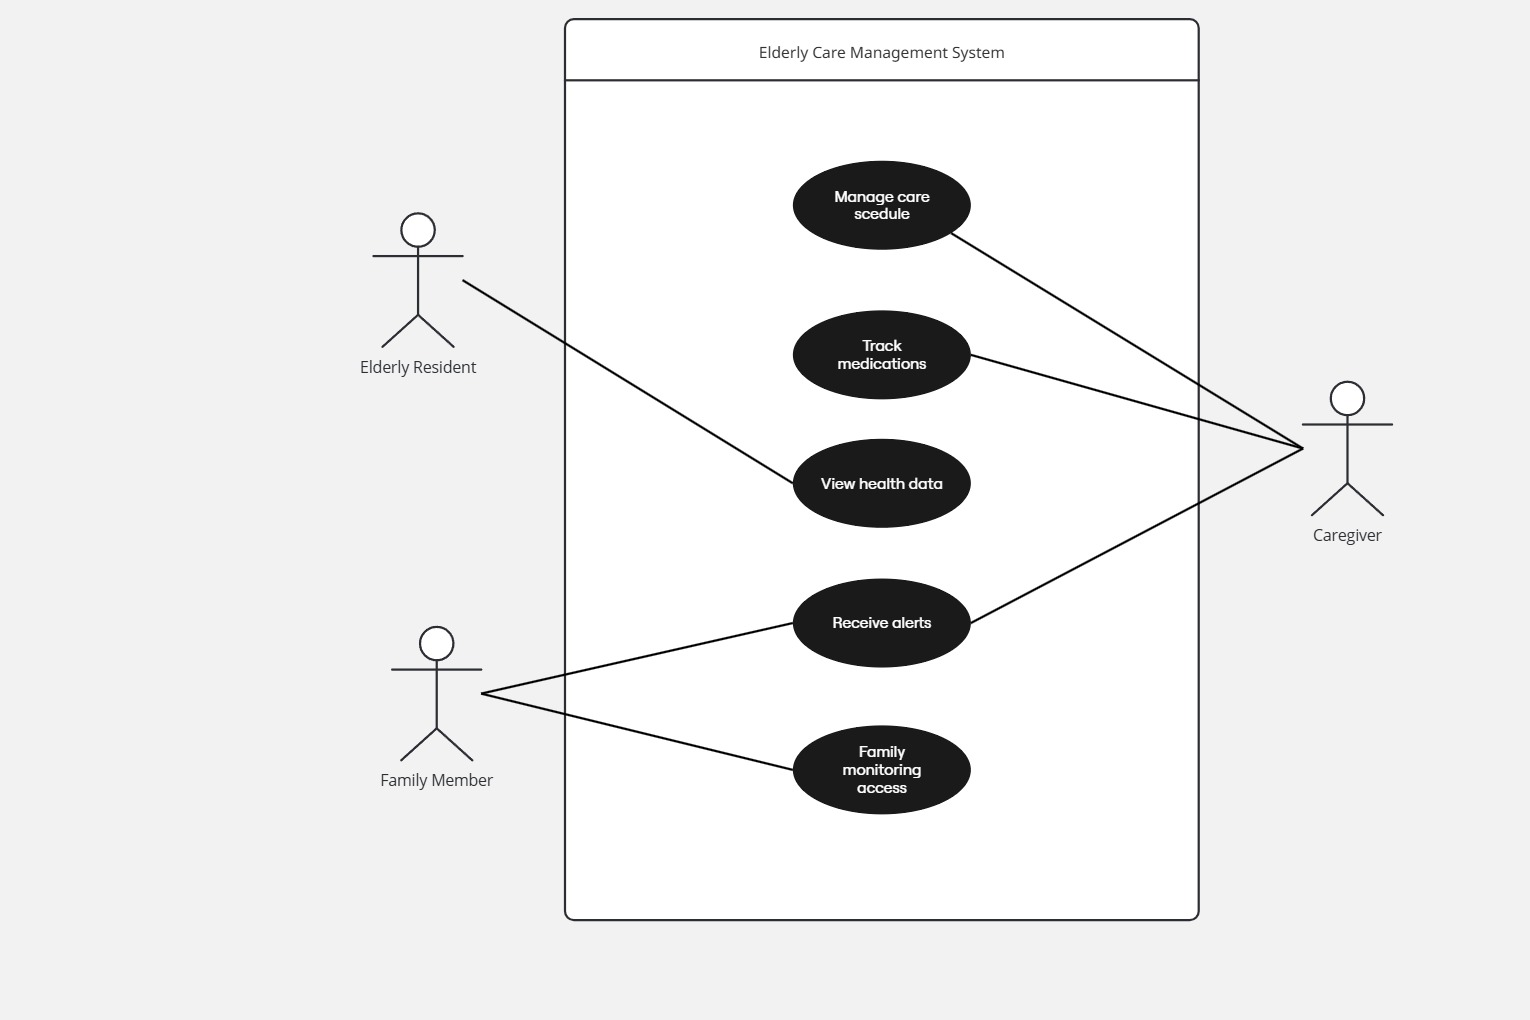 Elderly Care Management System
Manage care
scedule
Elderly Resident
Track
medications
View health data
Caregiver
Receive alerts
Family Member
Family
monitoring
access